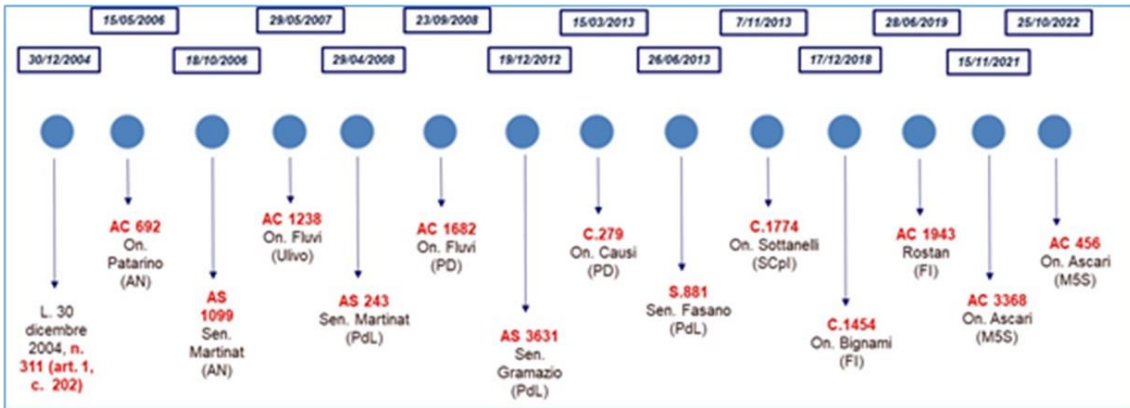 15/05/2006
29/05/2007
23/09/2008
15/03/2013
7/11/2013
28/06/2019
25/10/2022
30/12/2004
18/10/2006
29/04/2008
19/12/2012
26/06/2013
17/12/2018
15/11/2021
L. 30
dicembre
2004, n.
311 (art. 1,
c. 202)
AC 692
On.
Patarino
(AN)
AS
1099
Sen.
Martinat
(AN)
AC 1238
On. Fluvi
(Ulivo)
AS 243
Sen. Martinat
(PdL)
AC 1682
On. Fluvi
(PD)
AS 3631
Sen.
Gramazio
(PdL)
C.279
On. Causi
(PD)
S.881
Sen. Fasano
(PdL)
C.1774
On. Sottanelli
(SCpI)
C.1454
On. Bignami
(FI)
AC 1943
Rostan
(FI)
AC 3368
On. Ascari
(M5S)
AC 456
On. Ascari
(M5S)